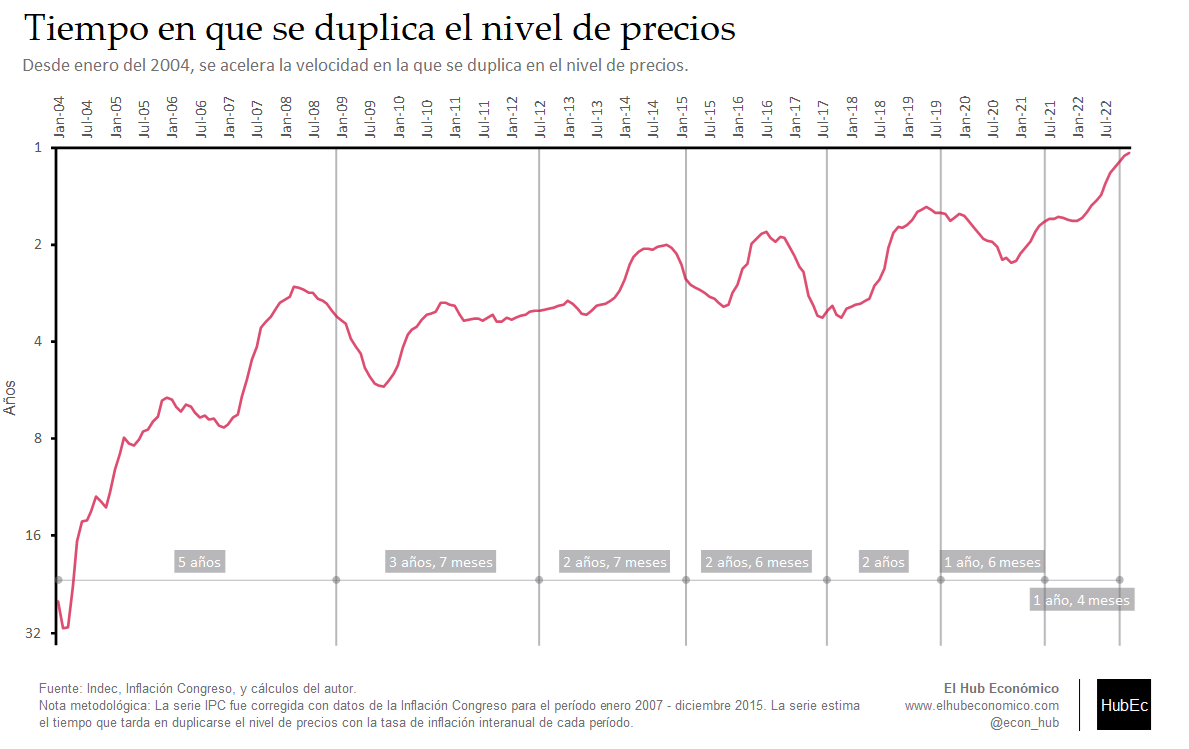 Tiempo en que se duplica el nivel de precios
Desde enero del 2004, se acelera la velocidad en la que se duplica en el nivel de precios.
Jan-04 Jul-04 Jan-05 Jul-05 Jan-06 Jul-06 Jan-07 Jul-07 Jan-08 Jul-08 Jan-09 Jul-09 Jan-10 Jul-10 Jan-11 Jul-11 Jan-12 Jul-12 Jan-13 Jul-13 Jan-14 Jul-14 Jan-15 Jul-15 Jan-16 Jul-16 Jan-17 Jul-17 Jan-18 Jul-18 Jan-19 Jul-19 Jan-20 Jul-20 Jan-21 Jul-21 Jan-22 Jul-22
1
2
4
Años
8
16
5 años 3 años, 7 meses 2 años, 7 meses 2 años, 6 meses 2 años 1 año, 6 meses
1 año, 4 meses
32
Fuente: Indec, Inflación Congreso, y cálculos del autor.
Nota metodológica: La serie IPC fue corregida con datos de la Inflación Congreso para el período enero 2007 - diciembre 2015. La serie estima
el tiempo que tarda en duplicarse el nivel de precios con la tasa de inflación interanual de cada período.
El Hub Económico
www.elhubeconomico.com
@econ_hub
HubEc